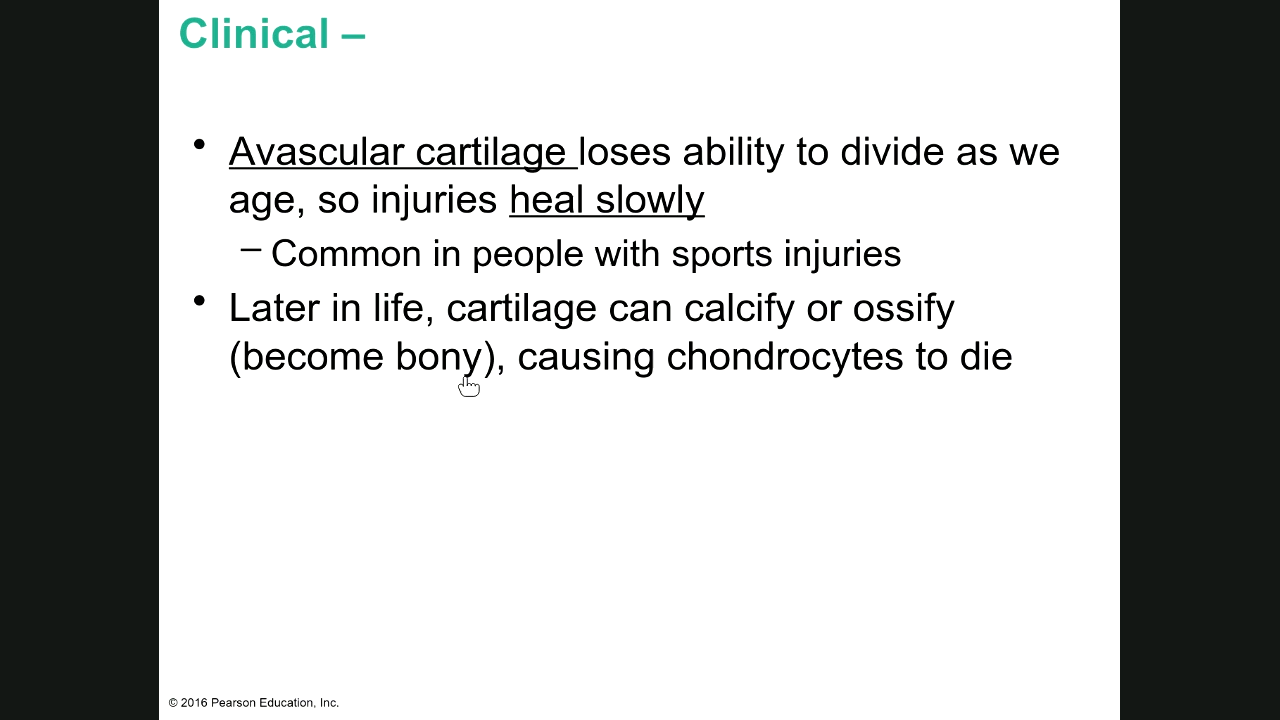 Clinical –
• Avascular cartilage loses ability to divide as we
age, so injuries heal slowly
– Common in people with sports injuries
• Later in life, cartilage can calcify or ossify
(become bony), causing chondrocytes to die
© 2016 Pearson Education, Inc.